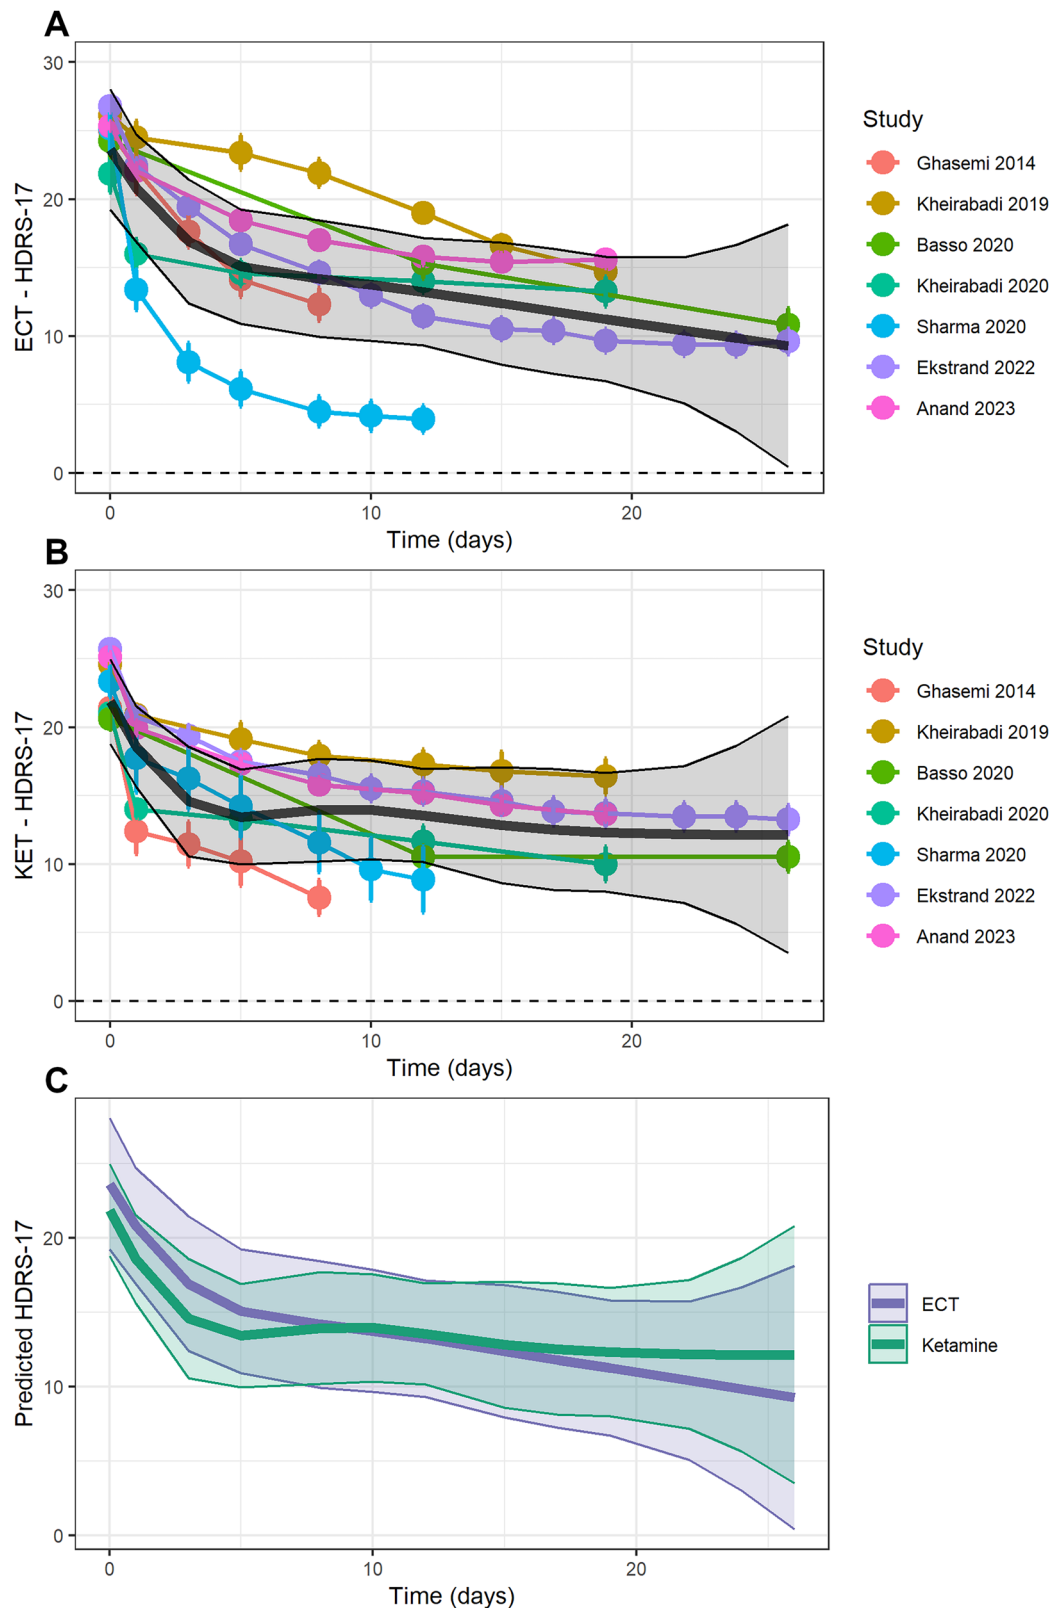 A
30
20
10
0
ECT - HDRS-17
0 10 20
Time (days)
Study
Ghasemi 2014
Kheirabadi 2019
Basso 2020
Kheirabadi 2020
Sharma 2020
Ekstrand 2022
Anand 2023
B
30
20
10
0
KET - HDRS-17
0 10 20
Time (days)
Study
Ghasemi 2014
Kheirabadi 2019
Basso 2020
Kheirabadi 2020
Sharma 2020
Ekstrand 2022
Anand 2023
C
20
10
0
Predicted HDRS-17
0 10 20
Time (days)
ECT
Ketamine